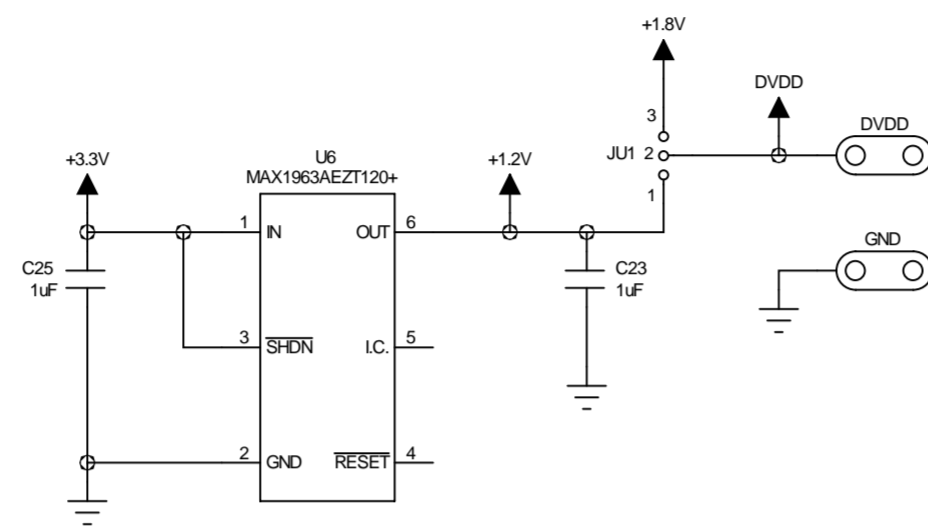 +1.8V
DVDD
3
DVDD
JU1 2
+3.3V
U6
+1.2V
MAX1963AEZT120+
1
1 IN OUT 6
GND
C25
1uF
C23
1uF
3 SHDN I.C. 5
2 GND RESET 4